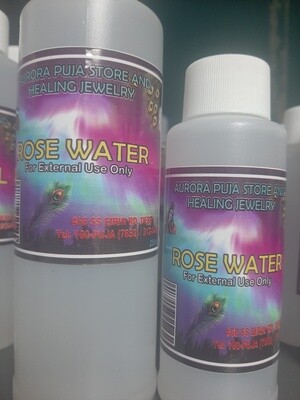 AURORA PUJA STORE AND
HEALING JEWELRY
ROSE WATER
For External Use Only
AURORA PUJA STORE AND
HEALING JEWELRY
ROSE WATER
For External Use Only